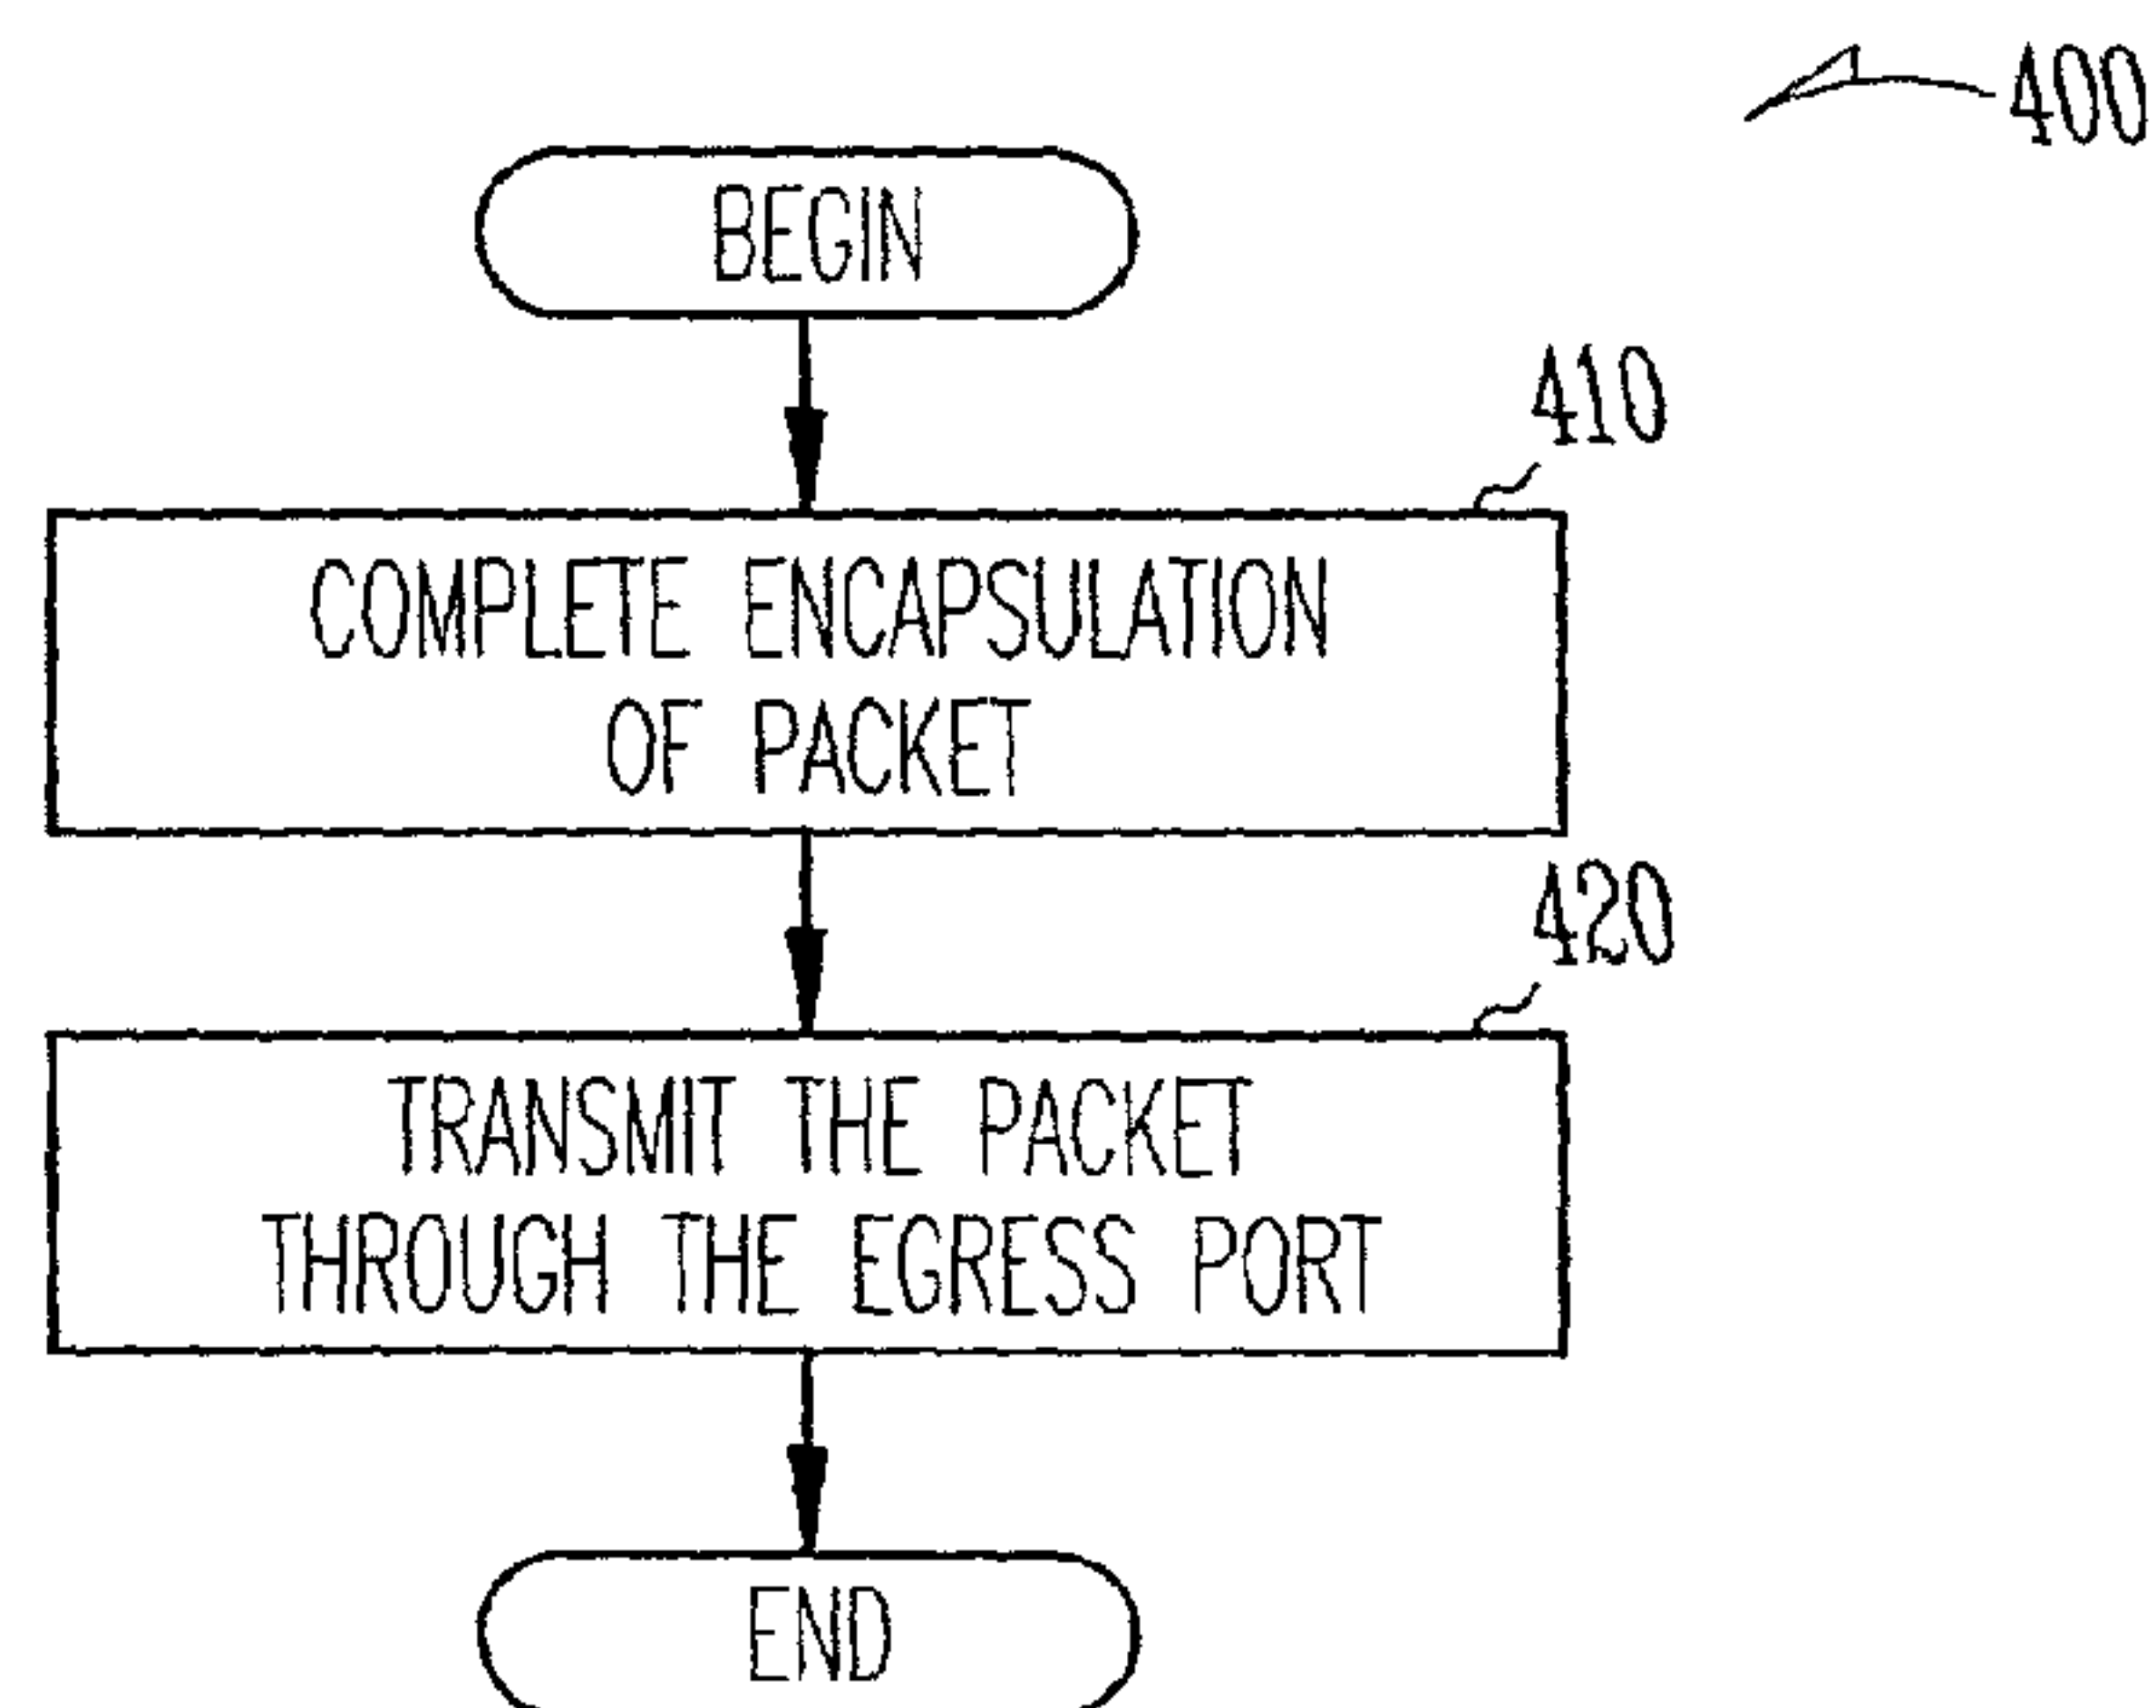 400
BEGIN
410
COMPLETE ENCAPSULATION
OF PACKET
420
TRANSMIT THE PACKET
THROUGH THE EGRESS PORT
END